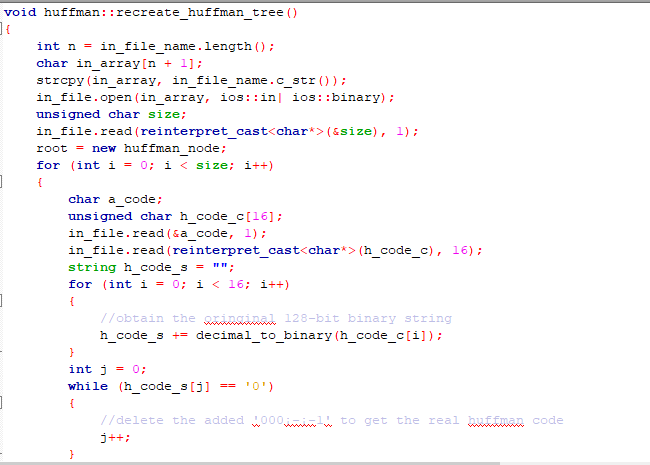 void huffman::recreate_huffman_tree()
{
    int n = in_file_name.length();
    char in_array[n + 1];
    strcpy(in_array, in_file_name.c_str());
    in_file.open(in_array, ios::in| ios::binary);
    unsigned char size;
    in_file.read(reinterpret_cast<char*>(&size), 1);
    root = new huffman_node;
    for (int i = 0; i < size; i++)
    {
        char a_code;
        unsigned char h_code_c[16];
        in_file.read(&a_code, 1);
        in_file.read(reinterpret_cast<char*>(h_code_c), 16);
        string h_code_s = "";
        for (int i = 0; i < 16; i++)
        {
            //obtain the oringinal 128-bit binary string
            h_code_s += decimal_to_binary(h_code_c[i]);
        }
        int j = 0;
        while (h_code_s[j] == '0')
        {
            //delete the added '000¡­¡­1' to get the real huffman code
            j++;
        }